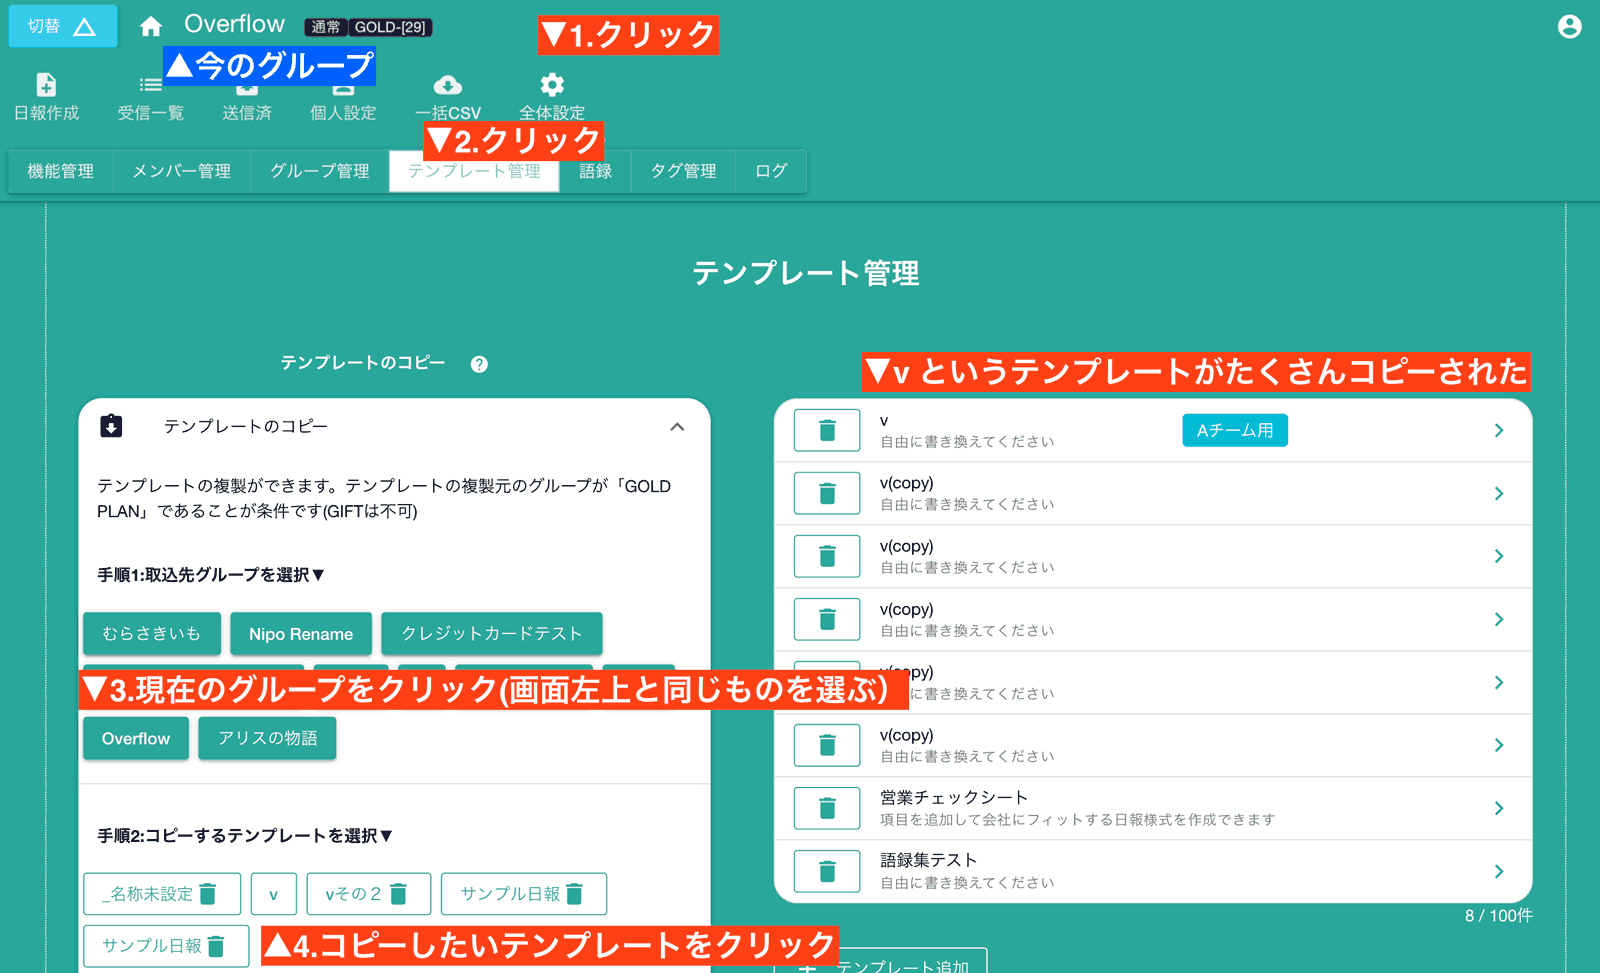 切替
Overflow
通常 GOLD-[29]
▼1.クリック
▲今のグループ
日報作成
受信一覧
送信済
個人設定
一括CSV
全体設定
▼2.クリック
機能管理
メンバー管理
グループ管理
テンプレート管理
語録
タグ管理
ログ
テンプレート管理
テンプレートのコピー ?
テンプレートのコピー
テンプレートの複製ができます。テンプレートの複製元のグループが「GOLD
PLAN」であることが条件です(GIFTは不可)
手順1:取込先グループを選択▼
むらさきいも
Nipo Rename
クレジットカードテスト
▼3.現在のグループをクリック(画面左上と同じものを選ぶ）
Overflow
アリスの物語
手順2:コピーするテンプレートを選択▼
_名称未設定
v
vその２
サンプル日報
サンプル日報
▲4.コピーしたいテンプレートをクリック
▼v というテンプレートがたくさんコピーされた
v
自由に書き換えてください
Aチーム用
v(copy)
自由に書き換えてください
v(copy)
自由に書き換えてください
v(copy)
自由に書き換えてください
v(copy)
に書き換えてください
v(copy)
自由に書き換えてください
営業チェックシート
項目を追加して会社にフィットする日報様式を作成できます
語録集テスト
自由に書き換えてください
8 / 100件
テンプレート追加